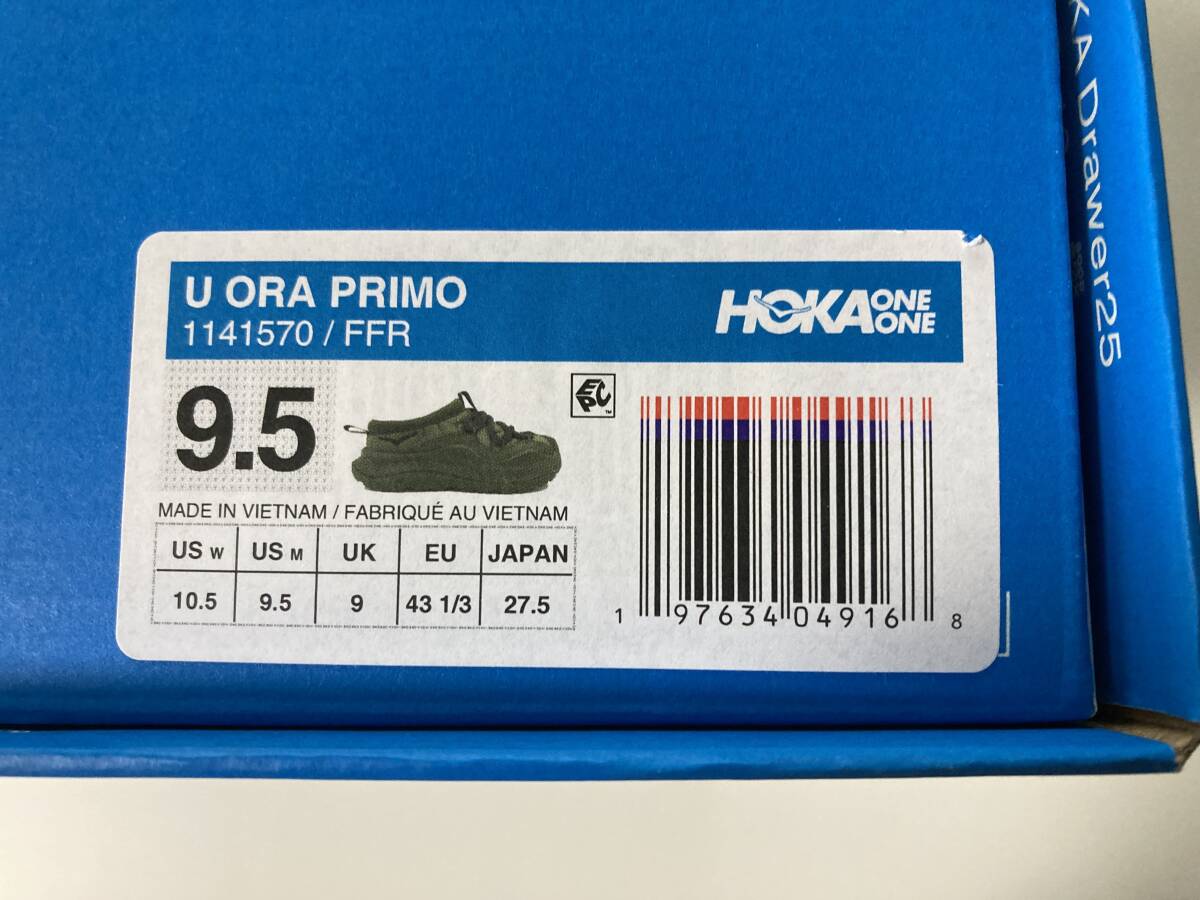 U ORA PRIMO
1141570 / FFR
HOKA ONE ONE
9.5
EPC™
MADE IN VIETNAM / FABRIQUÉ AU VIETNAM
US W US M UK EU JAPAN
10.5 9.5 9 43 1/3 27.5
1 97634 04916 8
KA Drawer25